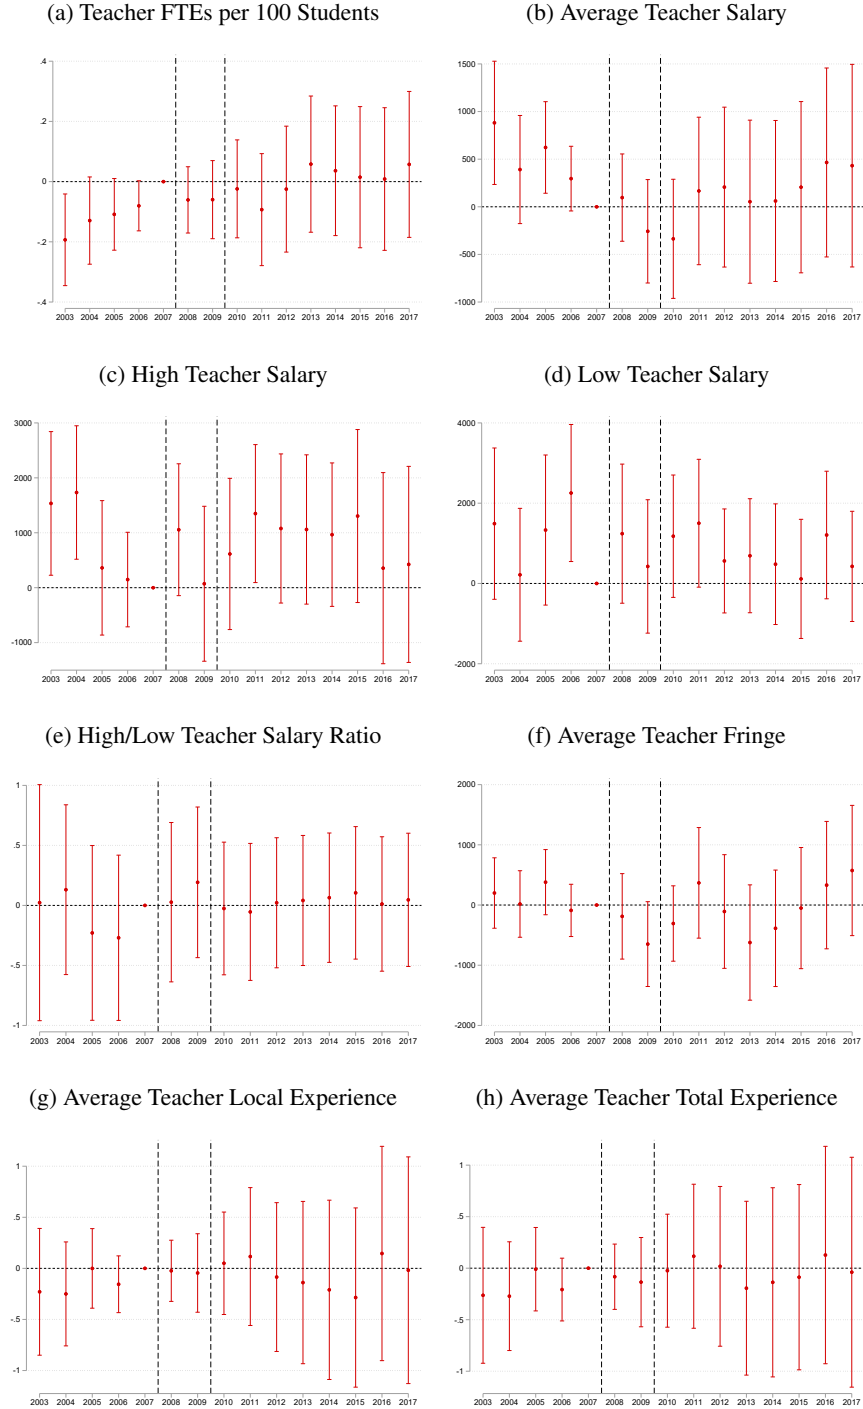 (a) Teacher FTEs per 100 Students
.4
.2
0
-.2
-.4
2003 2004 2005 2006 2007 2008 2009 2010 2011 2012 2013 2014 2015 2016 2017
(b) Average Teacher Salary
1500
1000
500
0
-500
-1000
2003 2004 2005 2006 2007 2008 2009 2010 2011 2012 2013 2014 2015 2016 2017
(c) High Teacher Salary
3000
2000
1000
0
-1000
2003 2004 2005 2006 2007 2008 2009 2010 2011 2012 2013 2014 2015 2016 2017
(d) Low Teacher Salary
4000
2000
0
-2000
2003 2004 2005 2006 2007 2008 2009 2010 2011 2012 2013 2014 2015 2016 2017
(e) High/Low Teacher Salary Ratio
1
.5
0
-.5
-1
2003 2004 2005 2006 2007 2008 2009 2010 2011 2012 2013 2014 2015 2016 2017
(f) Average Teacher Fringe
2000
1000
0
-1000
-2000
2003 2004 2005 2006 2007 2008 2009 2010 2011 2012 2013 2014 2015 2016 2017
(g) Average Teacher Local Experience
1
.5
0
-.5
-1
2003 2004 2005 2006 2007 2008 2009 2010 2011 2012 2013 2014 2015 2016 2017
(h) Average Teacher Total Experience
1
.5
0
-.5
-1
2003 2004 2005 2006 2007 2008 2009 2010 2011 2012 2013 2014 2015 2016 2017